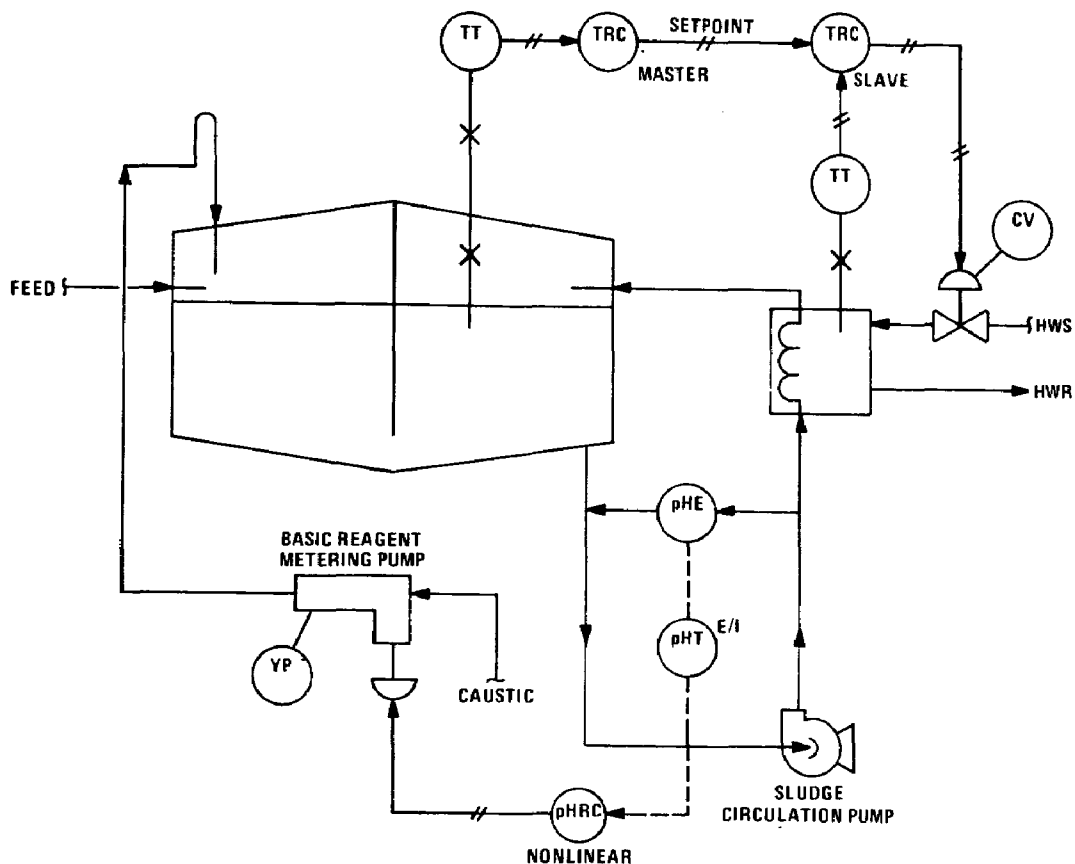 TT
TRC
SETPOINT
TRC
MASTER
SLAVE
TT
CV
FEED
HWS
HWR
pHE
BASIC REAGENT
METERING PUMP
pHT
E/I
YP
CAUSTIC
SLUDGE
CIRCULATION PUMP
pHRC
NONLINEAR